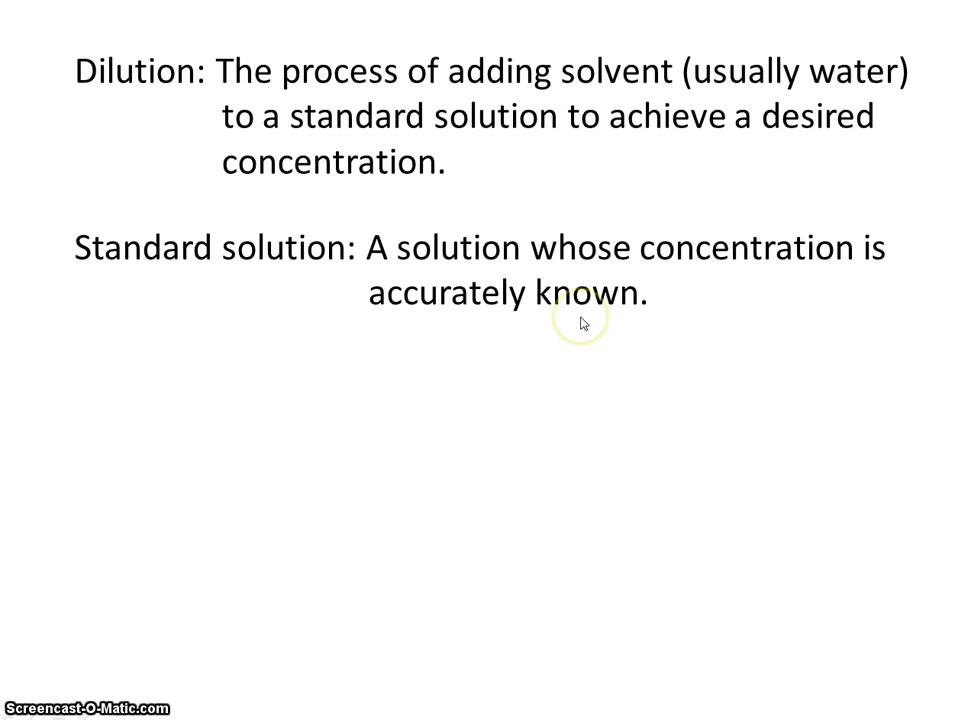 Dilution: The process of adding solvent (usually water)
to a standard solution to achieve a desired
concentration.
Standard solution: A solution whose concentration is
accurately known.
Screencast-O-Matic.com